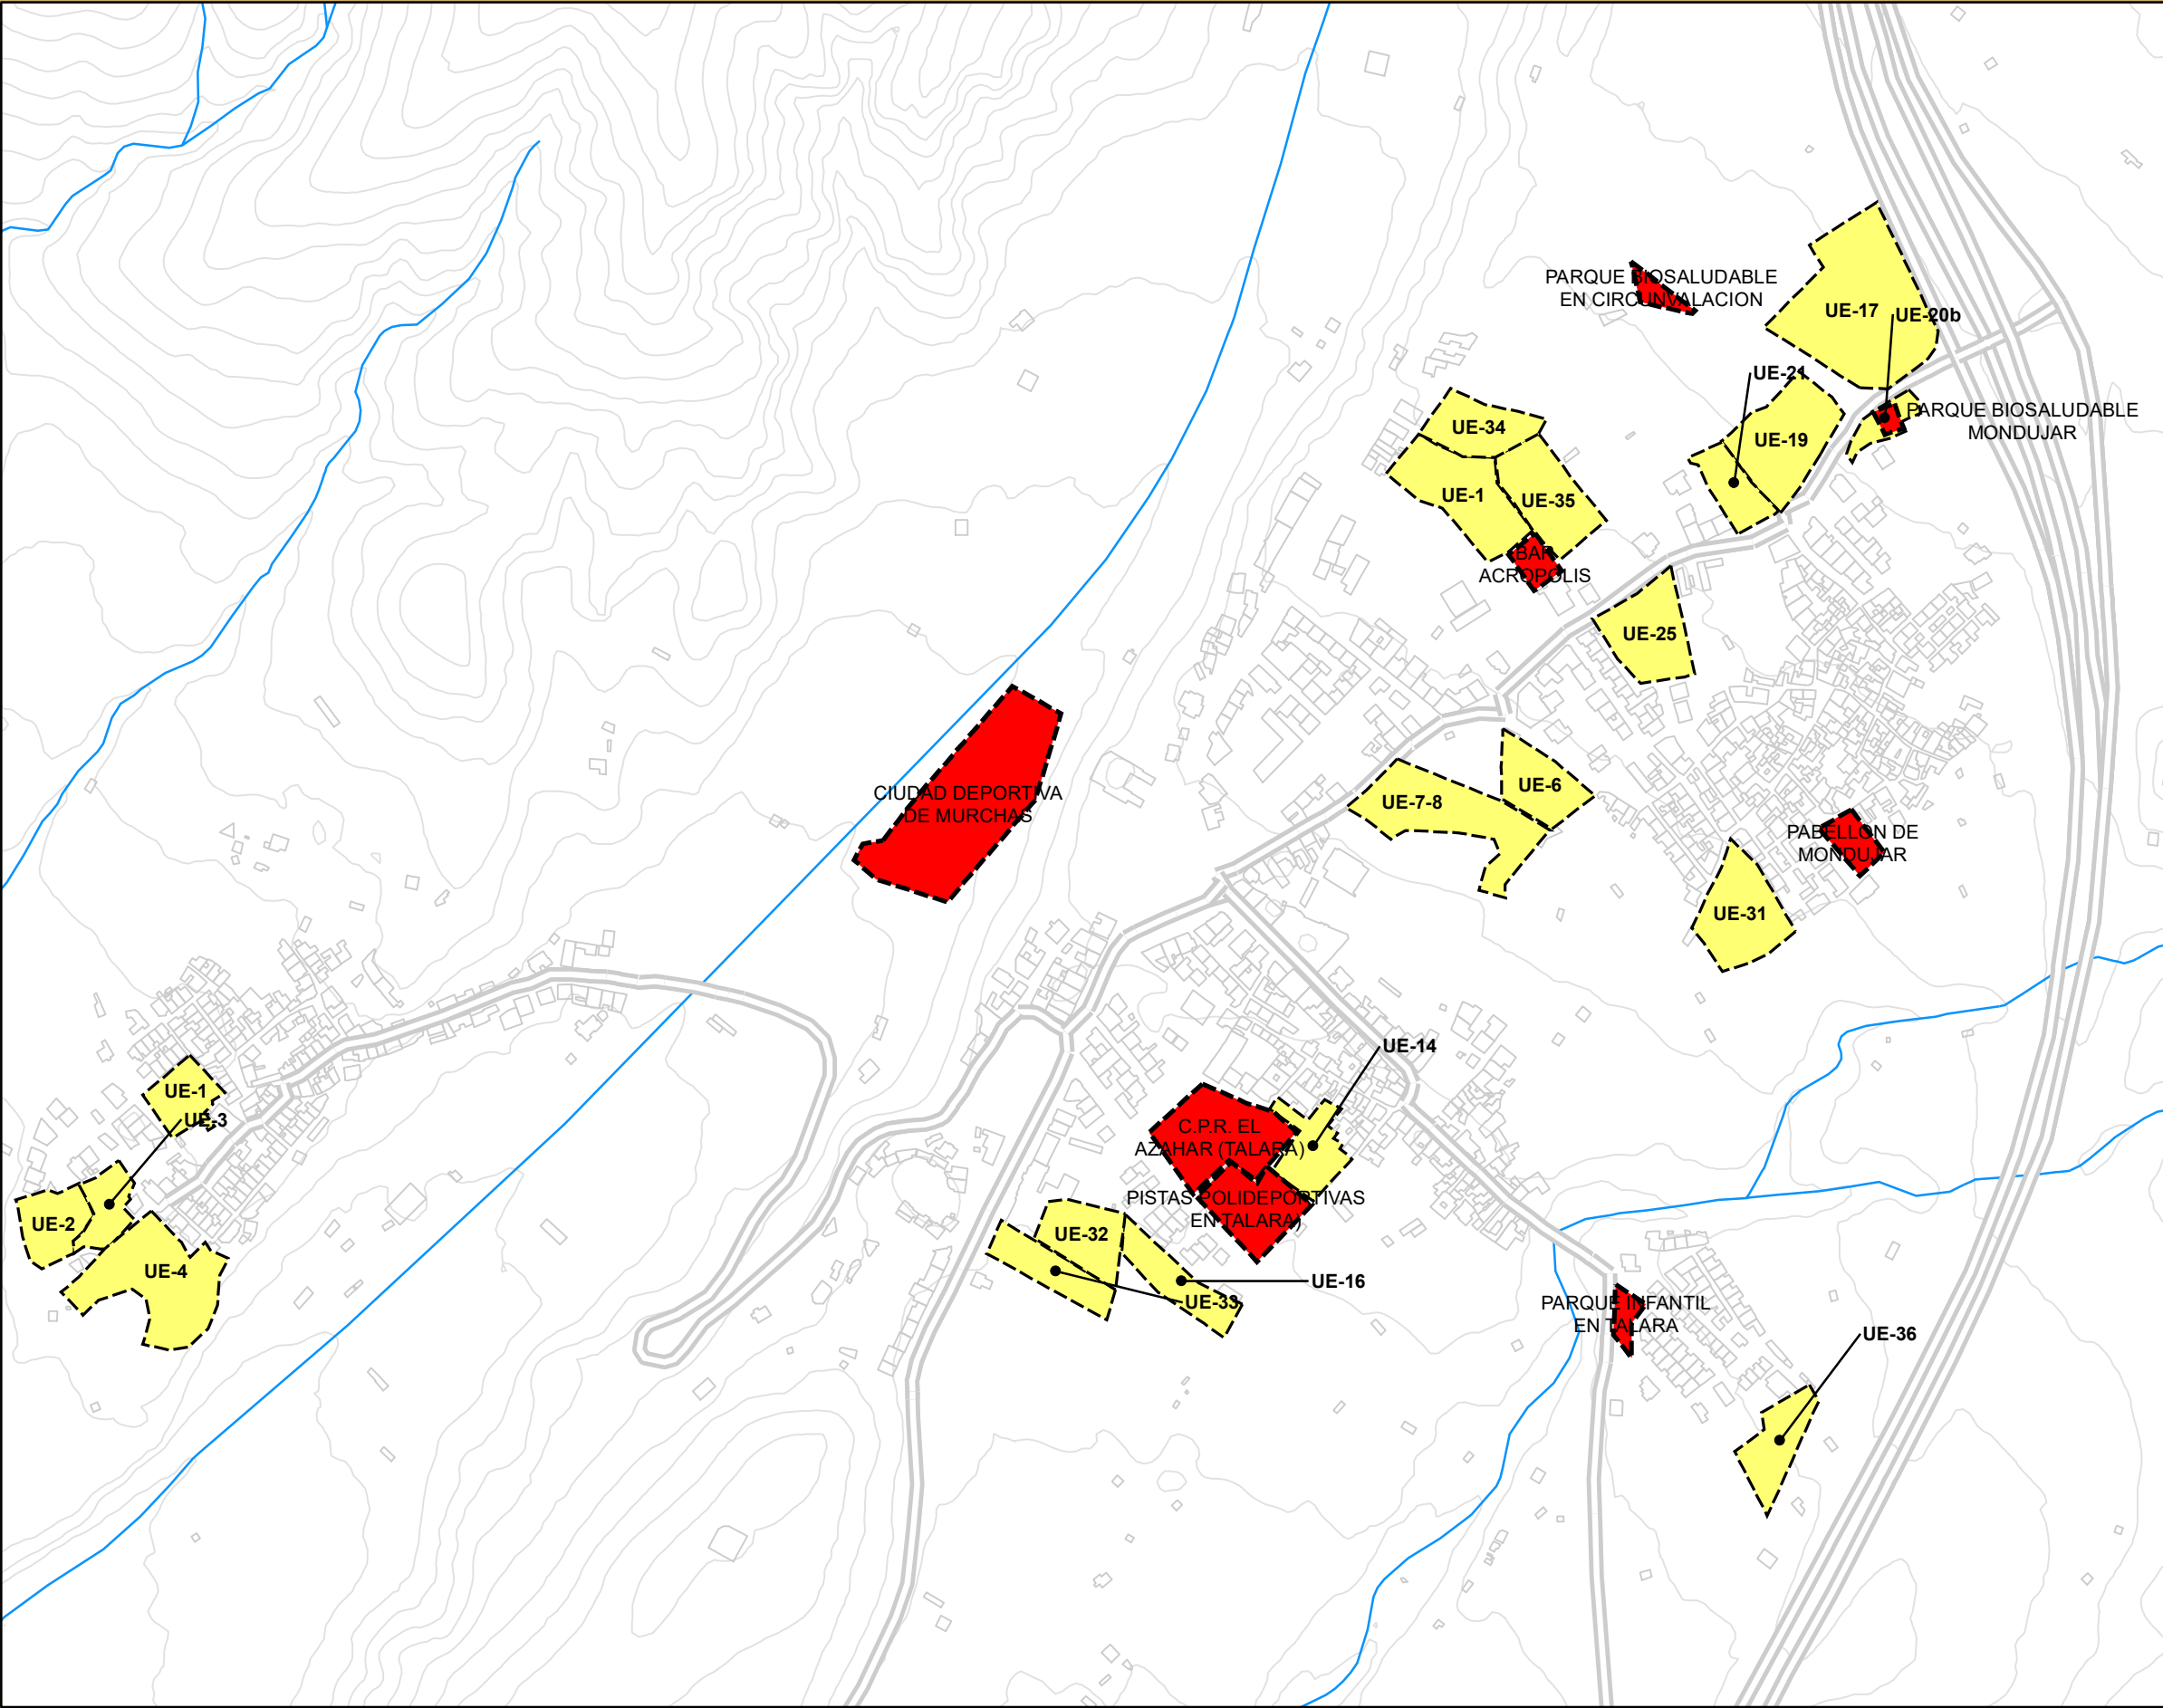 PARQUE BIOSALUDABLE
EN CIRCUNVALACION
UE-17
UE-20b
UE-21
PARQUE BIOSALUDABLE
MONDUJAR
UE-34
UE-19
UE-1
UE-35
BAR
ACROPOLIS
UE-25
CIUDAD DEPORTIVA
DE MURCHAS
UE-6
UE-7-8
PABELLON DE
MONDUJAR
UE-31
UE-14
UE-1
UE-3
C.P.R. EL
AZAHAR (TALARA)
PISTAS POLIDEPORTIVAS
EN TALARA)
UE-2
UE-32
UE-4
UE-16
UE-33
PARQUE INFANTIL
EN TALARA
UE-36